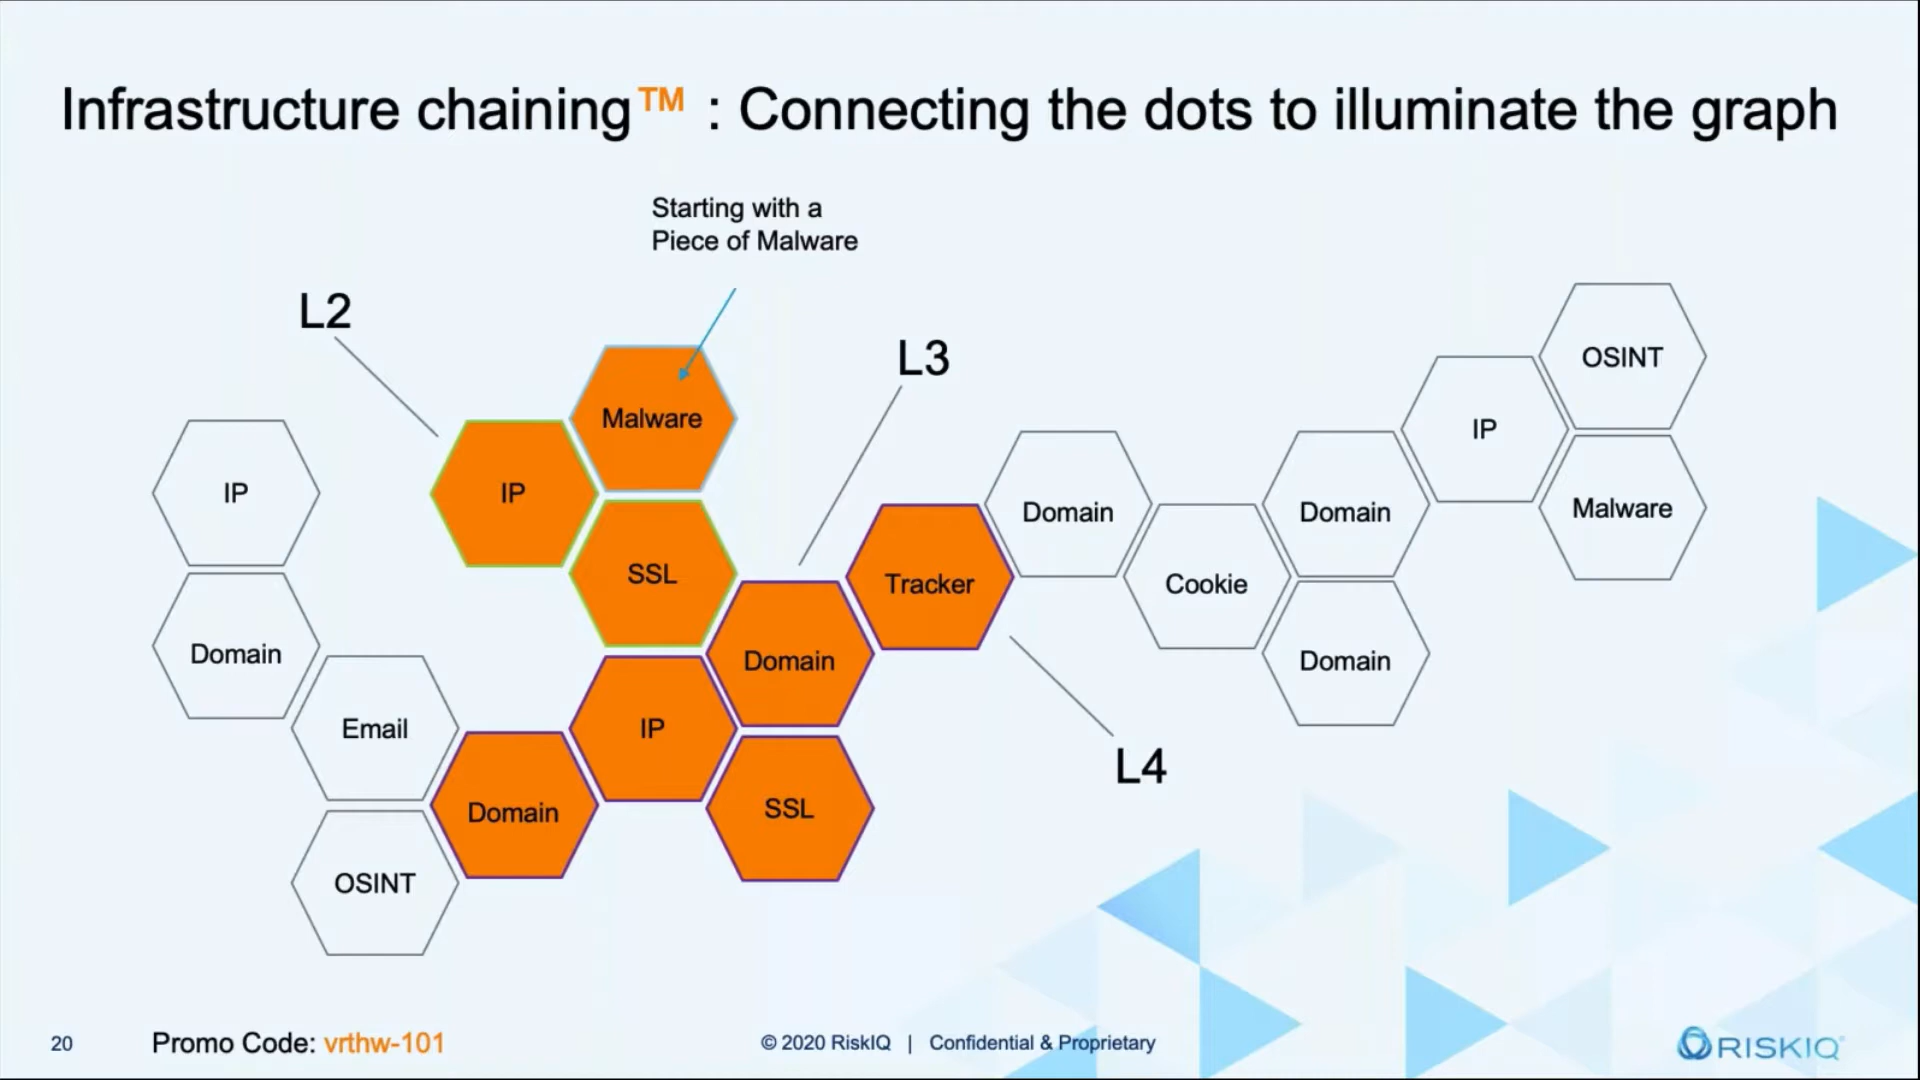 Infrastructure chaining™ : Connecting the dots to illuminate the graph
Starting with a
Piece of Malware
L2
L3
Malware
OSINT
IP
IP
IP
Malware
Domain
Domain
SSL
Tracker
Cookie
Domain
Domain
Domain
Email
IP
Domain
SSL
L4
OSINT
20
Promo Code: vrthw-101
© 2020 RiskIQ | Confidential & Proprietary
RISKIQ